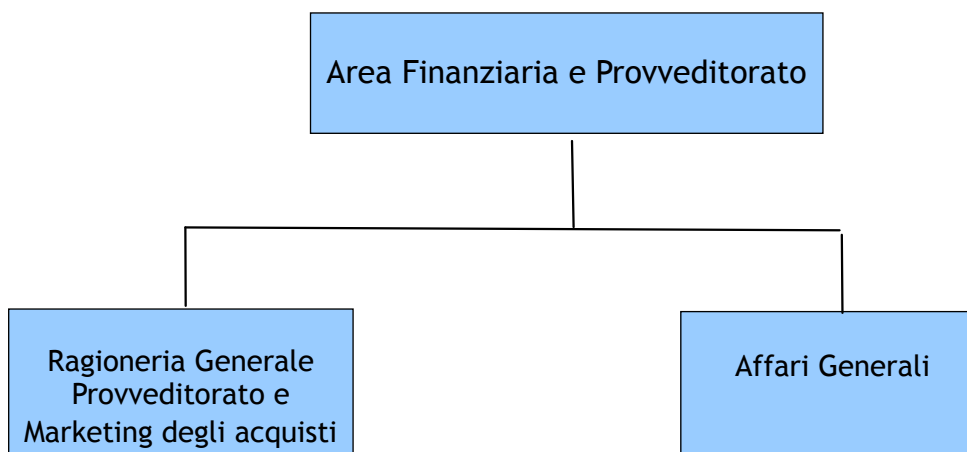 Area Finanziaria e Provveditorato
Ragioneria Generale
Provveditorato e
Marketing degli acquisti
Affari Generali